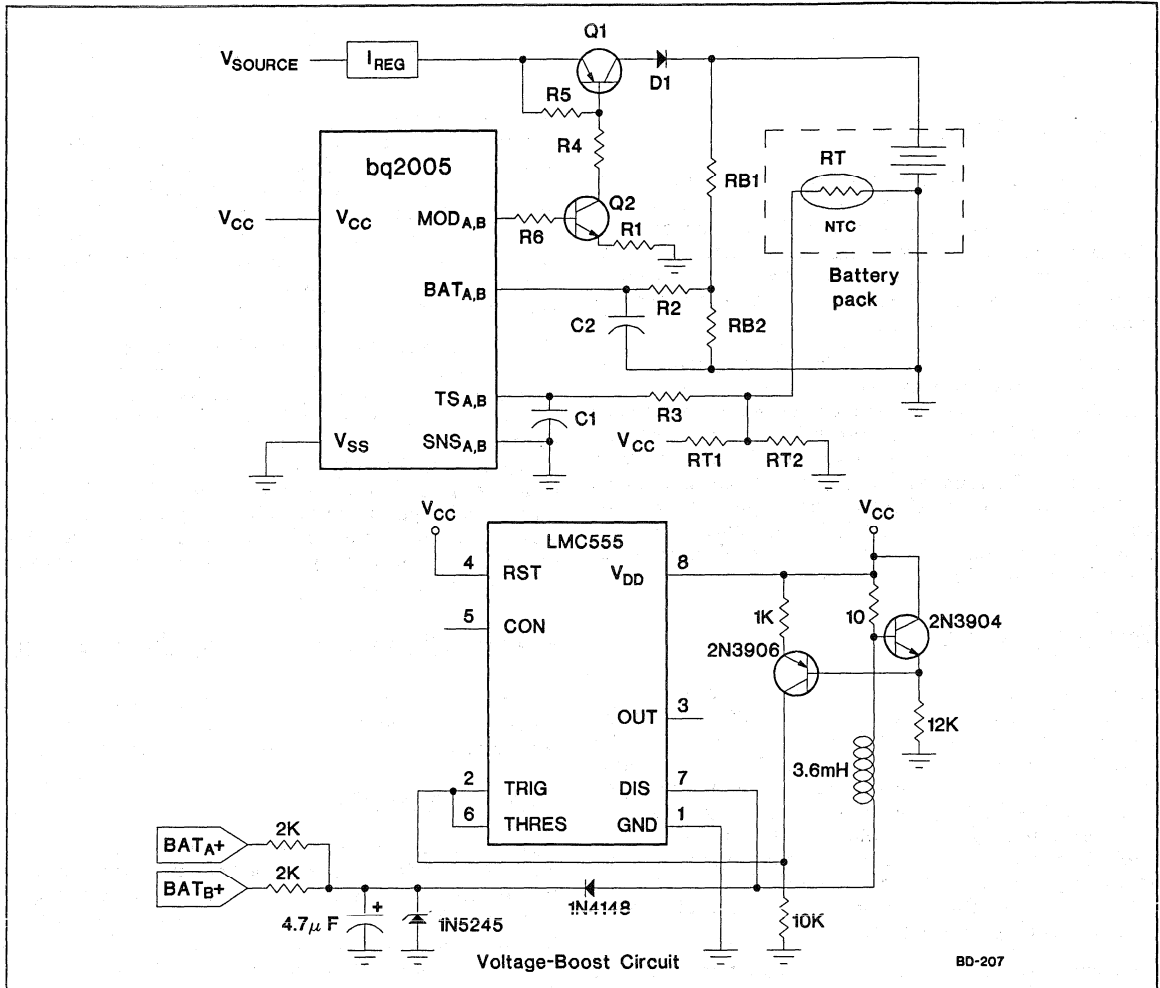 Q1
VSOURCE
IREG
D1
R5
R4
RT
bq2005
RB1
Q2
VCC
VCC
MODA,B
R6
R1
NTC
Battery
pack
BATA,B
R2
C2
RB2
TSA,B
C1
R3
VCC
VSS
SNSA,B
RT1
RT2
VCC
VCC
LMC555
4
RST
VDD
8
5
CON
1K
10
2N3904
2N3906
OUT
3
12K
3.6mH
2
TRIG
DIS
7
6
THRES
GND
1
BATA+
2K
BATB+
2K
4.7μF
+
1N5245
1N4148
10K
Voltage-Boost Circuit
BD-207